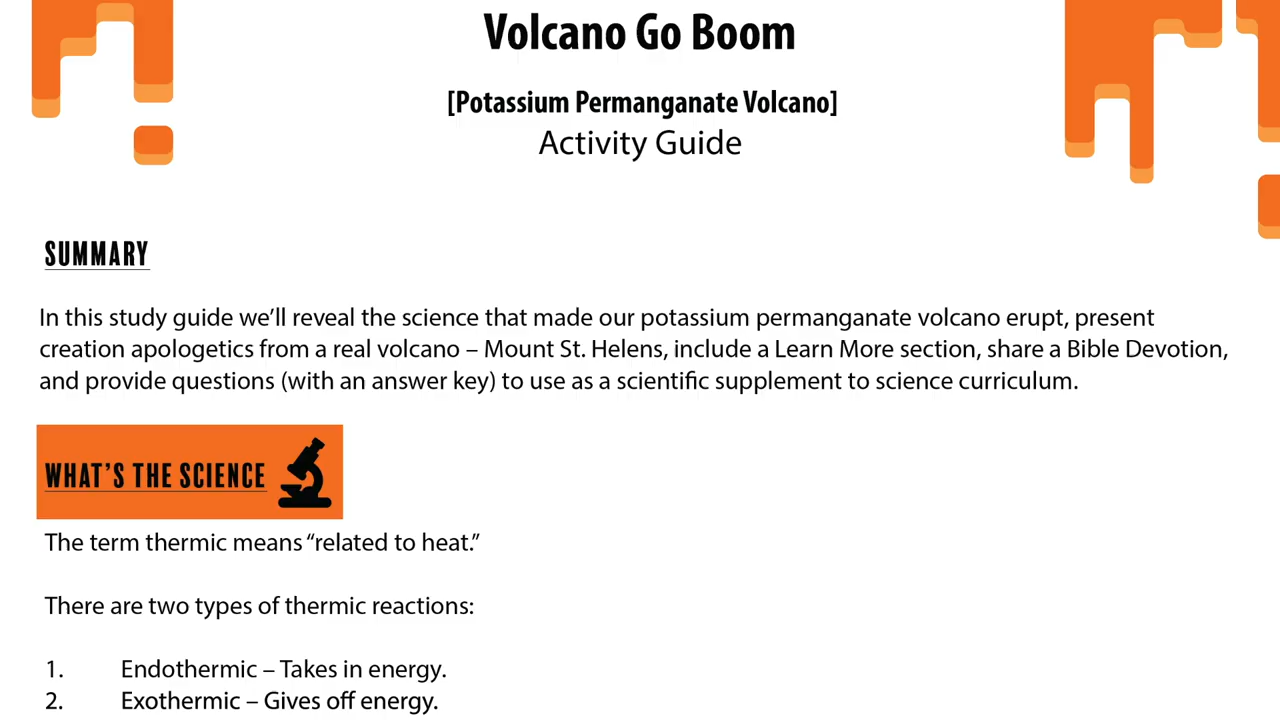 Volcano Go Boom
[Potassium Permanganate Volcano]
Activity Guide
SUMMARY
In this study guide we’ll reveal the science that made our potassium permanganate volcano erupt, present
creation apologetics from a real volcano – Mount St. Helens, include a Learn More section, share a Bible Devotion,
and provide questions (with an answer key) to use as a scientific supplement to science curriculum.
WHAT’S THE SCIENCE
The term thermic means “related to heat.”
There are two types of thermic reactions:
1. Endothermic – Takes in energy.
2. Exothermic – Gives off energy.